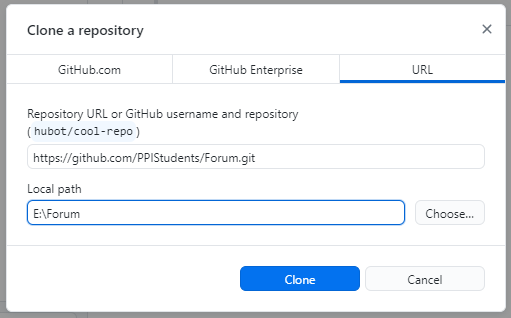 Clone a repository
GitHub.com
GitHub Enterprise
URL
Repository URL or GitHub username and repository
(hubot/cool-repo)
https://github.com/PPIStudents/Forum.git
Local path
E:\Forum
Choose...
Clone
Cancel